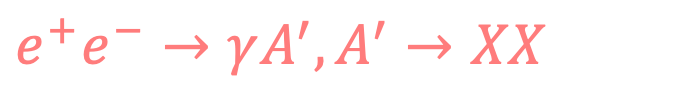 e⁺e⁻ → γA′, A′ → XX